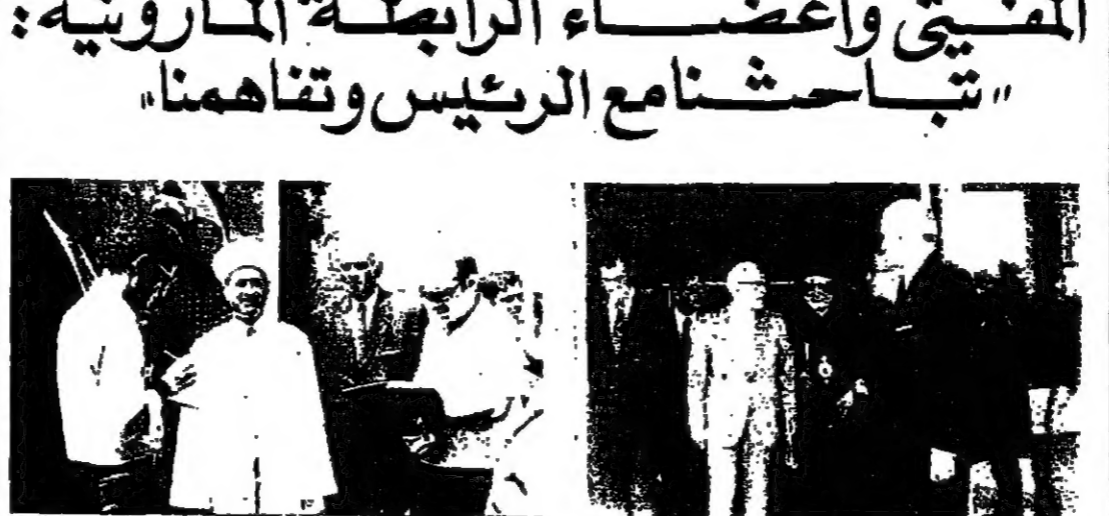 المفتي وأعضاء الرابطة المارونية:
"تباحثنا مع الرئيس وتفاهمنا"